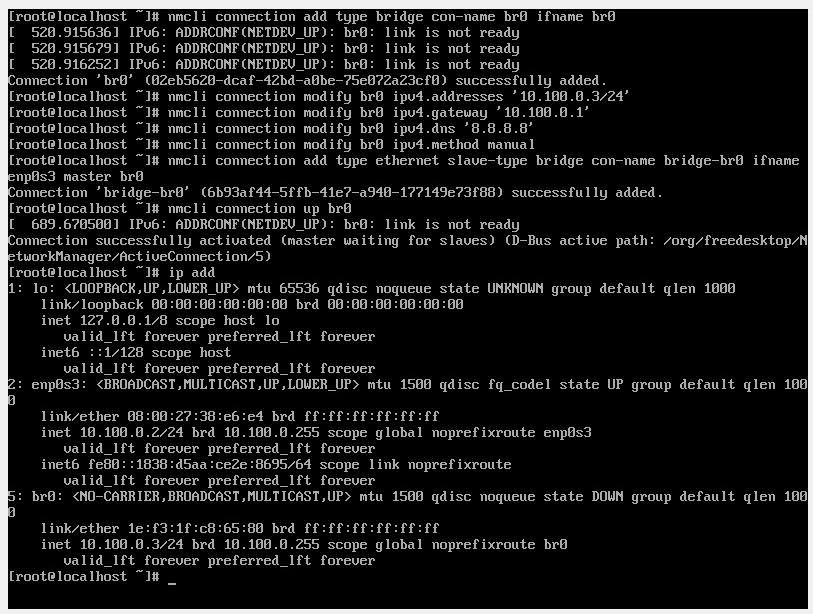 [root@localhost ~]# nmcli connection add type bridge con-name br0 ifname br0
[  520.915636] IPv6: ADDRCONF(NETDEV_UP): br0: link is not ready
[  520.915679] IPv6: ADDRCONF(NETDEV_UP): br0: link is not ready
[  520.916252] IPv6: ADDRCONF(NETDEV_UP): br0: link is not ready
Connection 'br0' (02eb5620-dcaf-42bd-a0be-75e072a23cf0) successfully added.
[root@localhost ~]# nmcli connection modify br0 ipv4.addresses '10.100.0.3/24'
[root@localhost ~]# nmcli connection modify br0 ipv4.gateway '10.100.0.1'
[root@localhost ~]# nmcli connection modify br0 ipv4.dns '8.8.8.8'
[root@localhost ~]# nmcli connection modify br0 ipv4.method manual
[root@localhost ~]# nmcli connection add type ethernet slave-type bridge con-name bridge-br0 ifname
enp0s3 master br0
Connection 'bridge-br0' (6b93af44-5ffb-41e7-a940-177149e73f88) successfully added.
[root@localhost ~]# nmcli connection up br0
[  689.670500] IPv6: ADDRCONF(NETDEV_UP): br0: link is not ready
Connection successfully activated (master waiting for slaves) (D-Bus active path: /org/freedesktop/N
etworkManager/ActiveConnection/5)
[root@localhost ~]# ip add
1: lo: <LOOPBACK,UP,LOWER_UP> mtu 65536 qdisc noqueue state UNKNOWN group default qlen 1000
    link/loopback 00:00:00:00:00:00 brd 00:00:00:00:00:00
    inet 127.0.0.1/8 scope host lo
       valid_lft forever preferred_lft forever
    inet6 ::1/128 scope host
       valid_lft forever preferred_lft forever
2: enp0s3: <BROADCAST,MULTICAST,UP,LOWER_UP> mtu 1500 qdisc fq_codel state UP group default qlen 100
0
    link/ether 08:00:27:38:e6:e4 brd ff:ff:ff:ff:ff:ff
    inet 10.100.0.2/24 brd 10.100.0.255 scope global noprefixroute enp0s3
       valid_lft forever preferred_lft forever
    inet6 fe80::1838:d5aa:ce2e:8695/64 scope link noprefixroute
       valid_lft forever preferred_lft forever
5: br0: <NO-CARRIER,BROADCAST,MULTICAST,UP> mtu 1500 qdisc noqueue state DOWN group default qlen 100
0
    link/ether 1e:f3:1f:c8:65:80 brd ff:ff:ff:ff:ff:ff
    inet 10.100.0.3/24 brd 10.100.0.255 scope global noprefixroute br0
       valid_lft forever preferred_lft forever
[root@localhost ~]# _